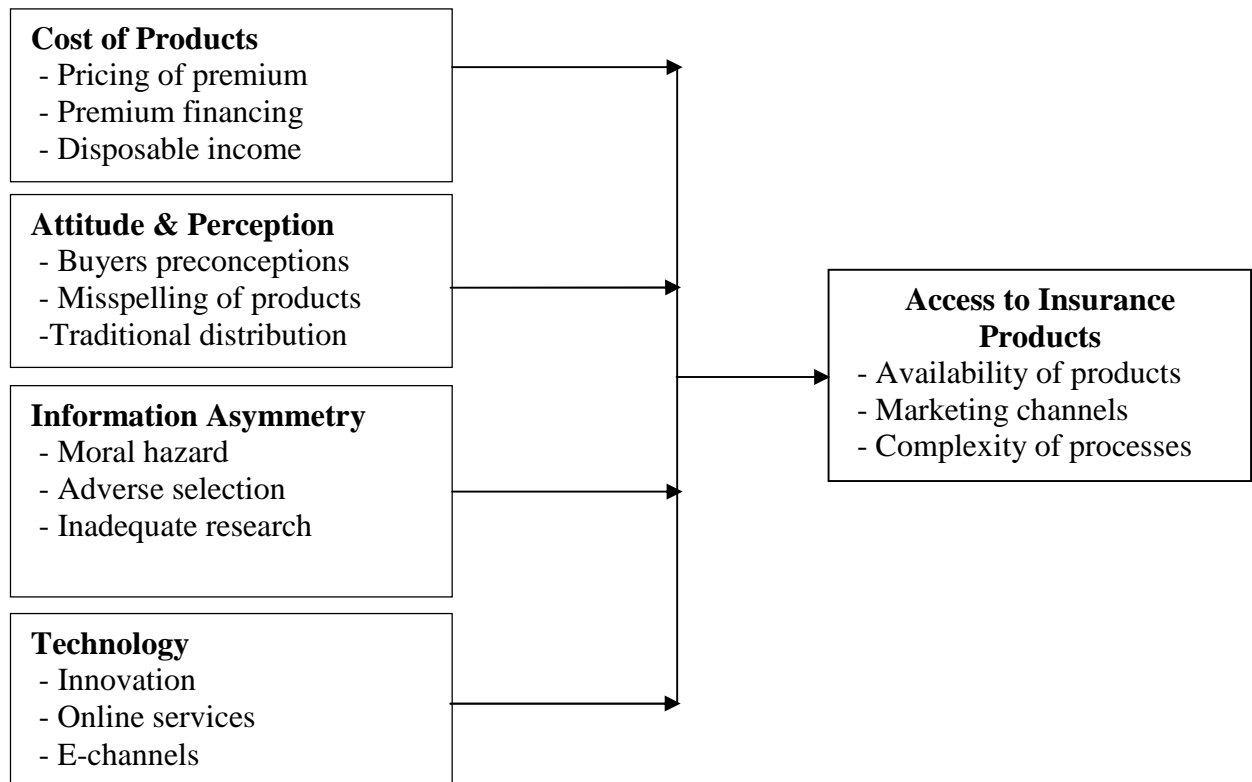 Cost of Products
- Pricing of premium
- Premium financing
- Disposable income
Attitude & Perception
- Buyers preconceptions
- Misspelling of products
-Traditional distribution
Information Asymmetry
- Moral hazard
- Adverse selection
- Inadequate research
Technology
- Innovation
- Online services
- E-channels
Access to Insurance
Products
- Availability of products
- Marketing channels
- Complexity of processes